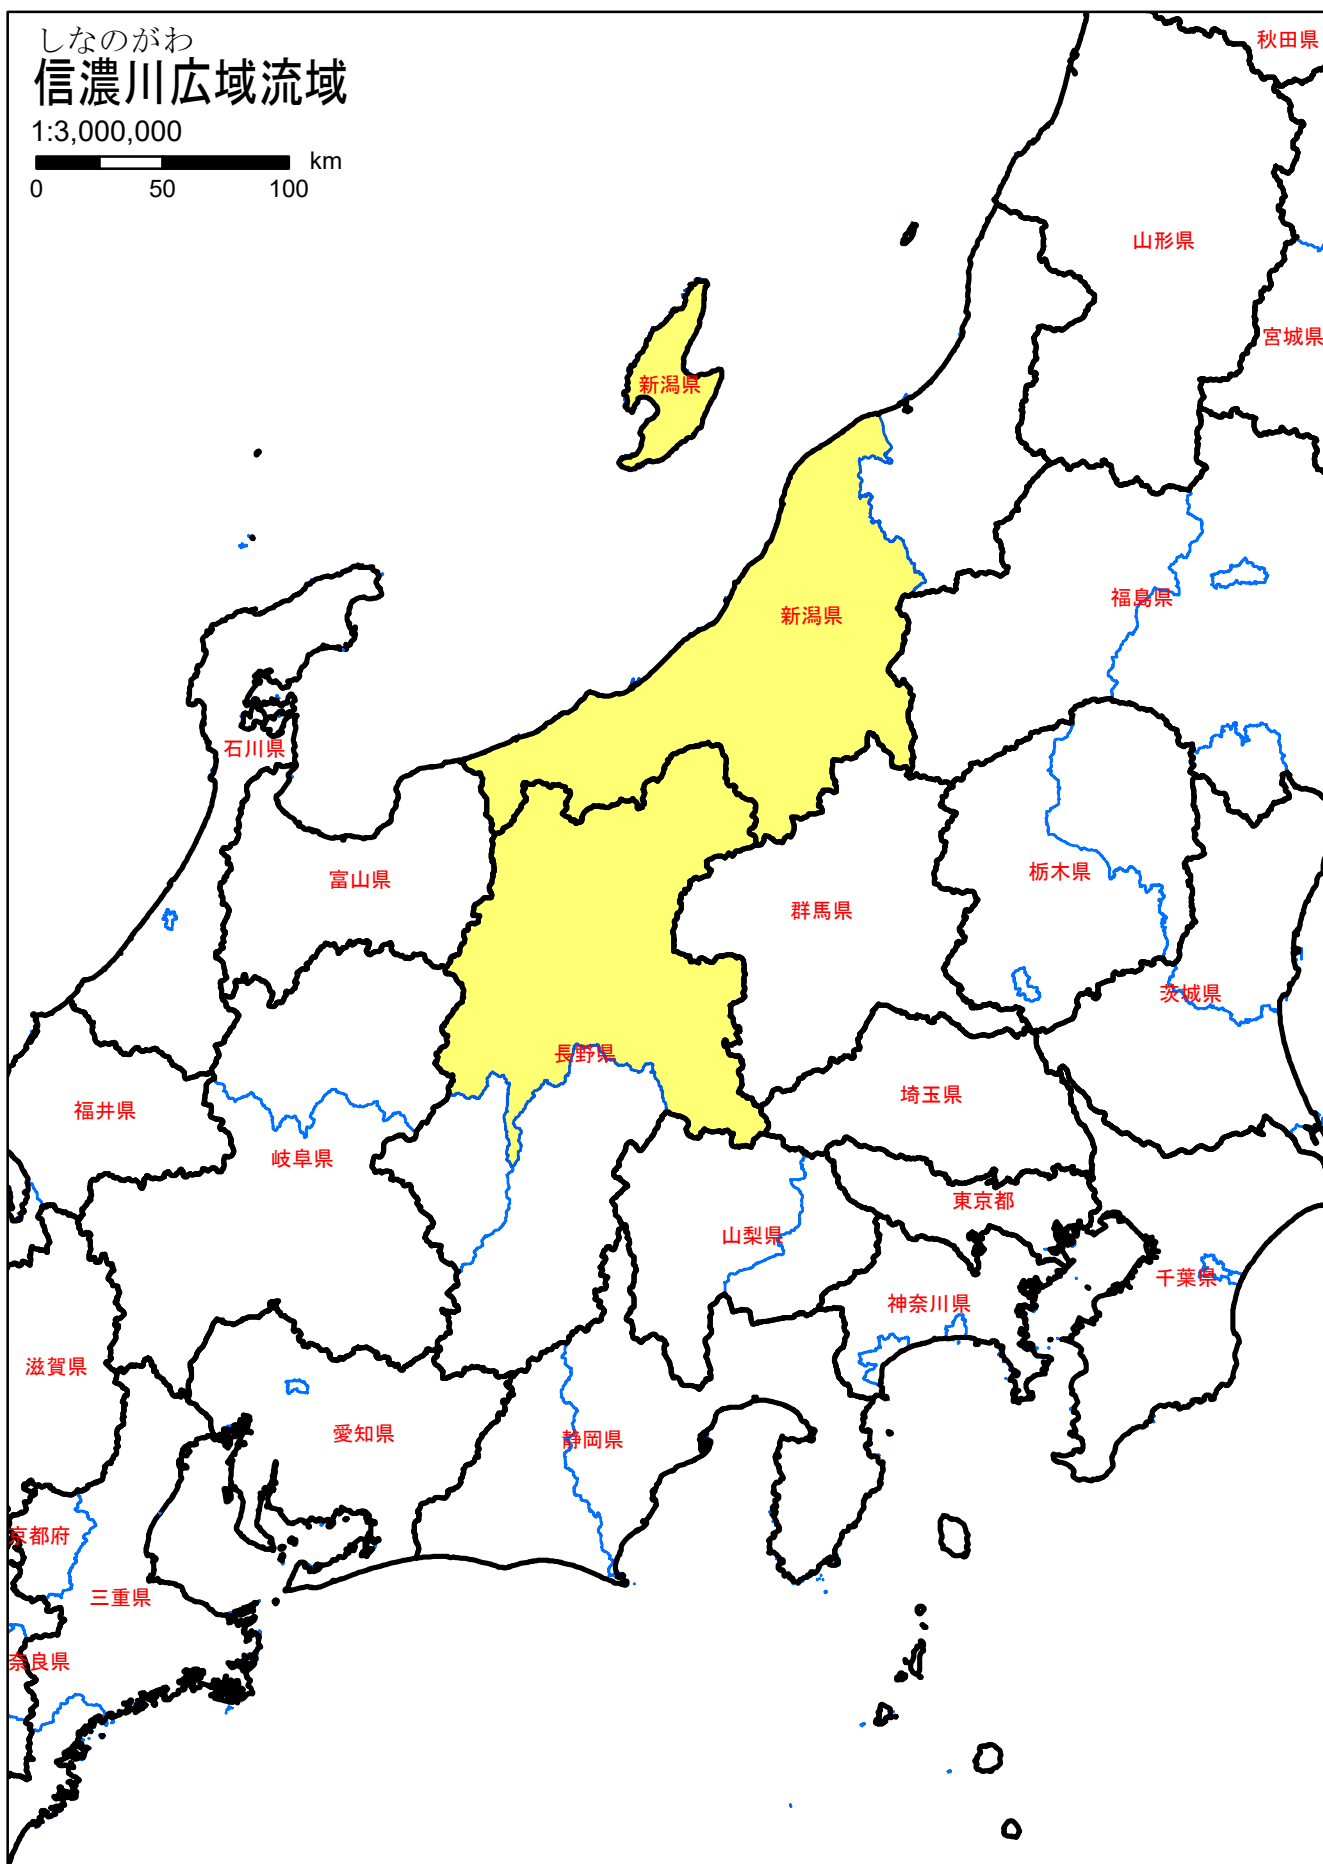 しなのがわ
信濃川広域流域
1:3,000,000
km
0 50 100
秋田県
山形県
宮城県
新潟県
福島県
新潟県
石川県
栃木県
富山県
群馬県
茨城県
長野県
埼玉県
福井県
岐阜県
東京都
山梨県
千葉県
神奈川県
滋賀県
愛知県
静岡県
京都府
三重県
奈良県